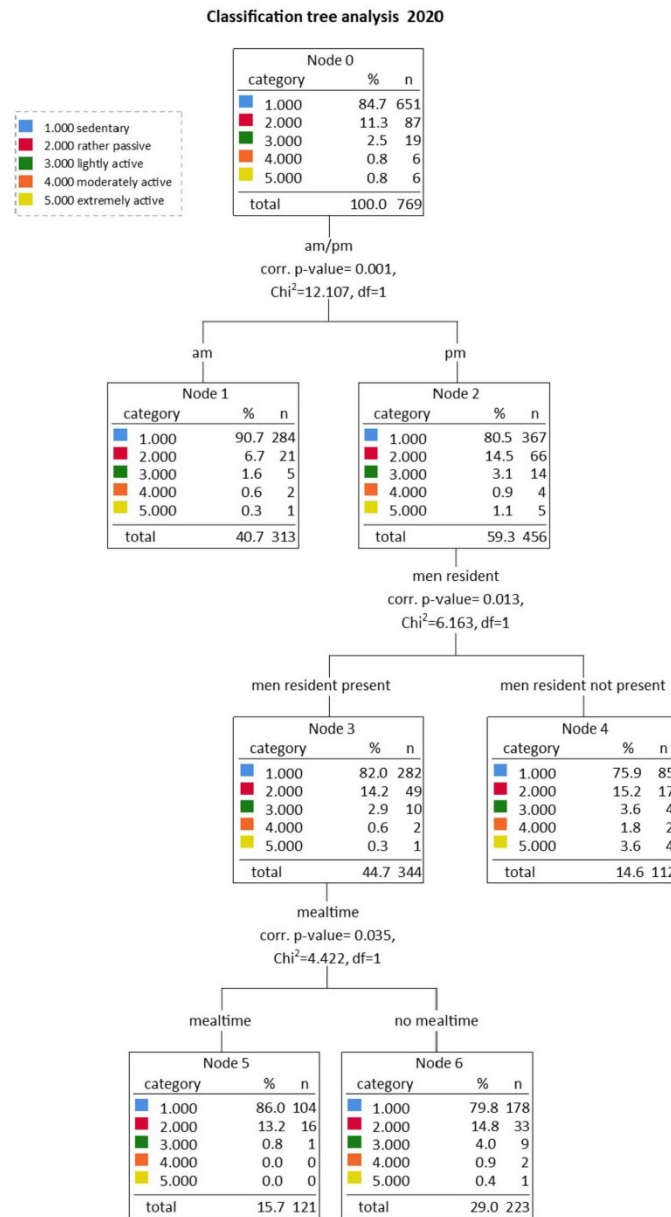 Classification tree analysis 2020
Node 0
category % n
1.000 84.7 651
2.000 11.3 87
3.000 2.5 19
4.000 0.8 6
5.000 0.8 6
total 100.0 769
1.000 sedentary
2.000 rather passive
3.000 lightly active
4.000 moderately active
5.000 extremely active
am/pm
corr. p-value= 0.001,
Chi²=12.107, df=1
am
pm
Node 1
category % n
1.000 90.7 284
2.000 6.7 21
3.000 1.6 5
4.000 0.6 2
5.000 0.3 1
total 40.7 313
Node 2
category % n
1.000 80.5 367
2.000 14.5 66
3.000 3.1 14
4.000 0.9 4
5.000 1.1 5
total 59.3 456
men resident
corr. p-value= 0.013,
Chi²=6.163, df=1
men resident present
men resident not present
Node 3
category % n
1.000 82.0 282
2.000 14.2 49
3.000 2.9 10
4.000 0.6 2
5.000 0.3 1
total 44.7 344
Node 4
category % n
1.000 75.9 85
2.000 15.2 17
3.000 3.6 4
4.000 1.8 2
5.000 3.6 4
total 14.6 112
mealtime
corr. p-value= 0.035,
Chi²=4.422, df=1
mealtime
no mealtime
Node 5
category % n
1.000 86.0 104
2.000 13.2 16
3.000 0.8 1
4.000 0.0 0
5.000 0.0 0
total 15.7 121
Node 6
category % n
1.000 79.8 178
2.000 14.8 33
3.000 4.0 9
4.000 0.9 2
5.000 0.4 1
total 29.0 223